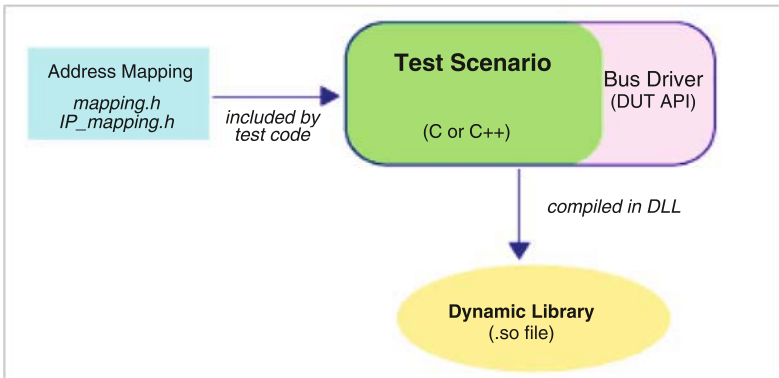 Address Mapping
mapping.h
IP_mapping.h
included by
test code
Test Scenario
(C or C++)
Bus Driver
(DUT API)
compiled in DLL
Dynamic Library
(.so file)